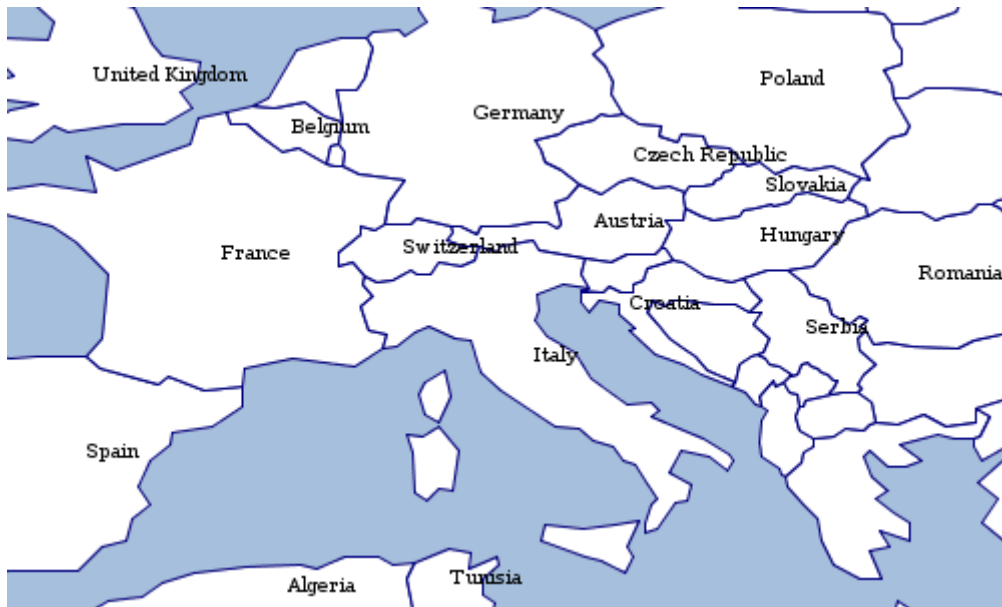 United Kingdom
Poland
Germany
Belgium
Czech Republic
Slovakia
Austria
Hungary
Switzerland
France
Romania
Croatia
Serbia
Italy
Spain
Tunisia
Algeria